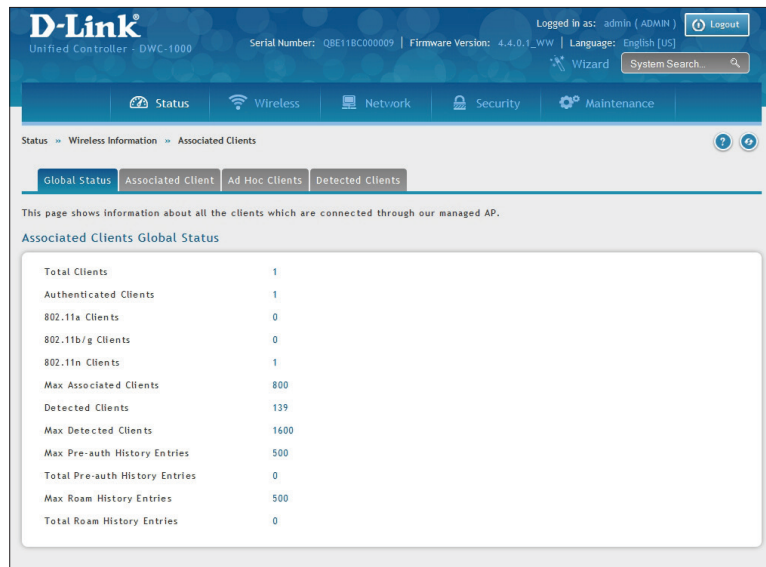 D-Link®
Unified Controller - DWC-1000
Logged in as: admin ( ADMIN ) Logout
Serial Number: QBE11BC000009 | Firmware Version: 4.4.0.1_WW | Language: English [US]
Wizard System Search...
Status Wireless Network Security Maintenance
Status » Wireless Information » Associated Clients
Global Status Associated Client Ad Hoc Clients Detected Clients
This page shows information about all the clients which are connected through our managed AP.
Associated Clients Global Status
Total Clients 1
Authenticated Clients 1
802.11a Clients 0
802.11b/g Clients 0
802.11n Clients 1
Max Associated Clients 800
Detected Clients 139
Max Detected Clients 1600
Max Pre-auth History Entries 500
Total Pre-auth History Entries 0
Max Roam History Entries 500
Total Roam History Entries 0